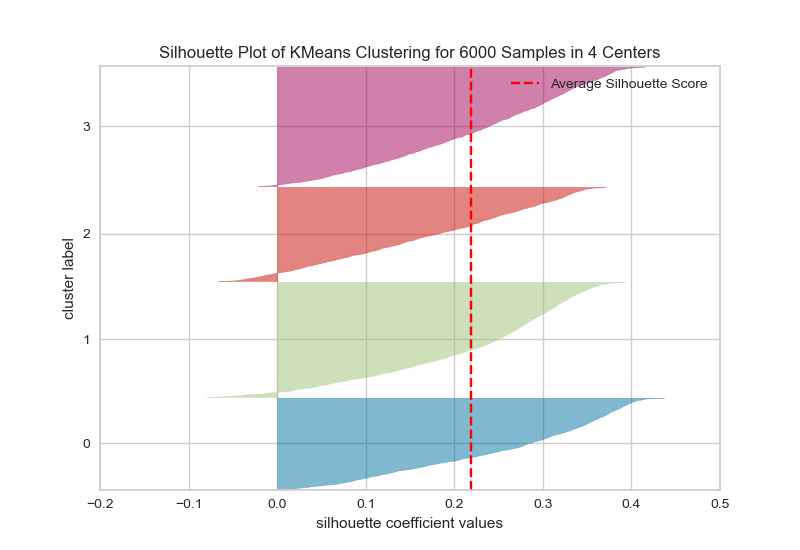 Silhouette Plot of KMeans Clustering for 6000 Samples in 4 Centers
Average Silhouette Score
3
2
1
0
cluster label
−0.2 −0.1 0.0 0.1 0.2 0.3 0.4 0.5
silhouette coefficient values